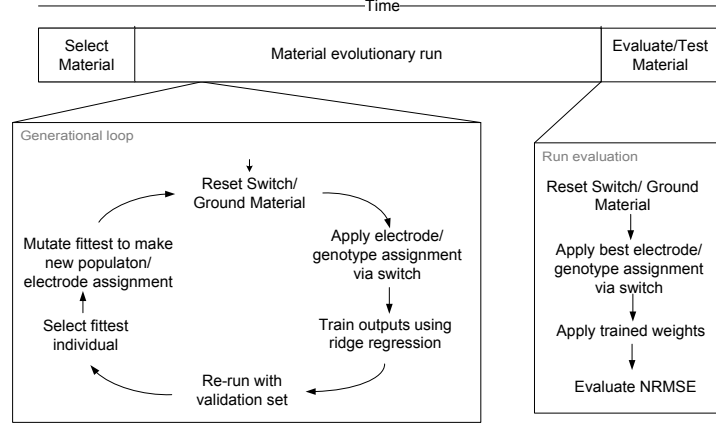 Time
Select
Material
Material evolutionary run
Evaluate/Test
Material
Generational loop
Reset Switch/
Ground Material
Apply electrode/
genotype assignment
via switch
Train outputs using
ridge regression
Re-run with
validation set
Select fittest
individual
Mutate fittest to make
new populaton/
electrode assignment
Run evaluation
Reset Switch/ Ground
Material
Apply best electrode/
genotype assignment
via switch
Apply trained weights
Evaluate NRMSE